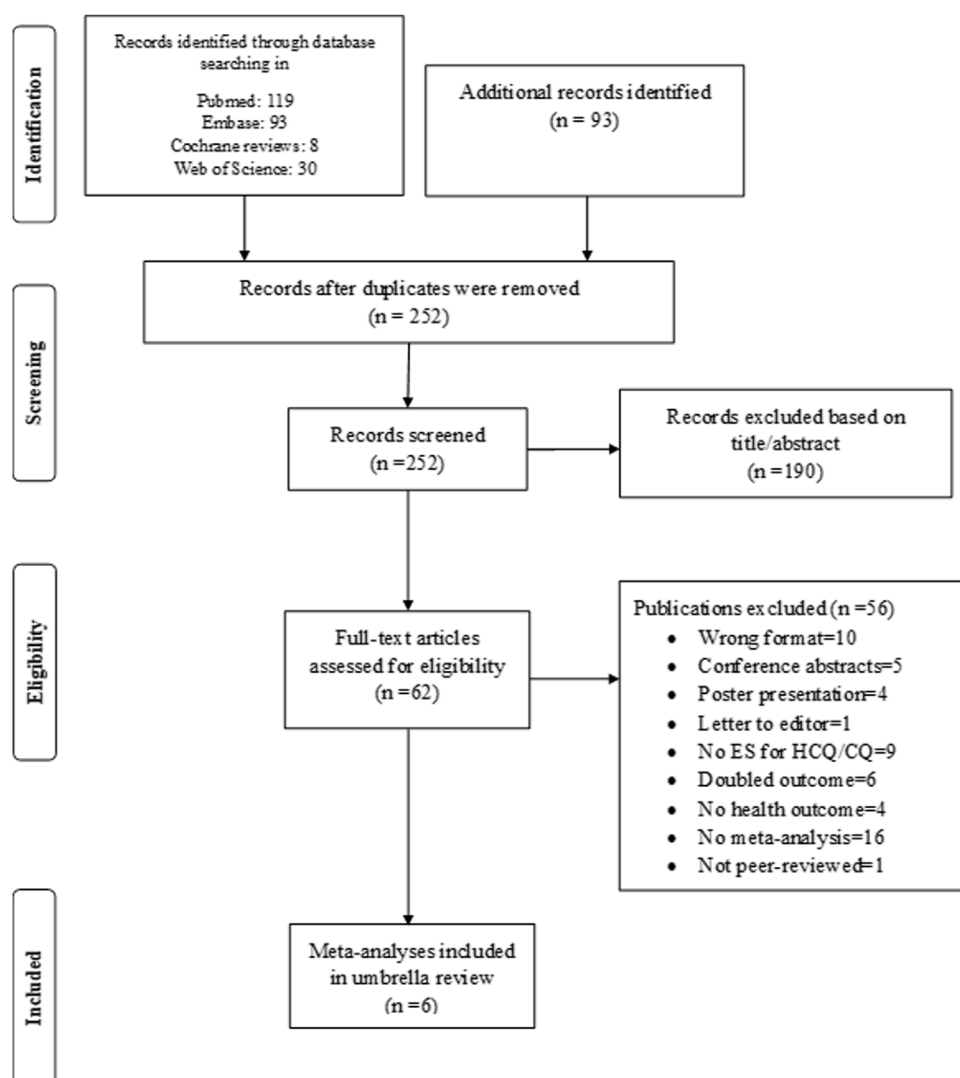 Identification
Records identified through database
searching in
Pubmed: 119
Embase: 93
Cochrane reviews: 8
Web of Science: 30
Additional records identified
(n = 93)
Screening
Records after duplicates were removed
(n = 252)
Records screened
(n =252)
Records excluded based on
title/abstract
(n =190)
Eligibility
Full-text articles
assessed for eligibility
(n =62)
Publications excluded (n =56)
• Wrong format=10
• Conference abstracts=5
• Poster presentation=4
• Letter to editor=1
• No ES for HCQ/CQ=9
• Doubled outcome=6
• No health outcome=4
• No meta-analysis=16
• Not peer-reviewed=1
Included
Meta-analyses included
in umbrella review
(n =6)